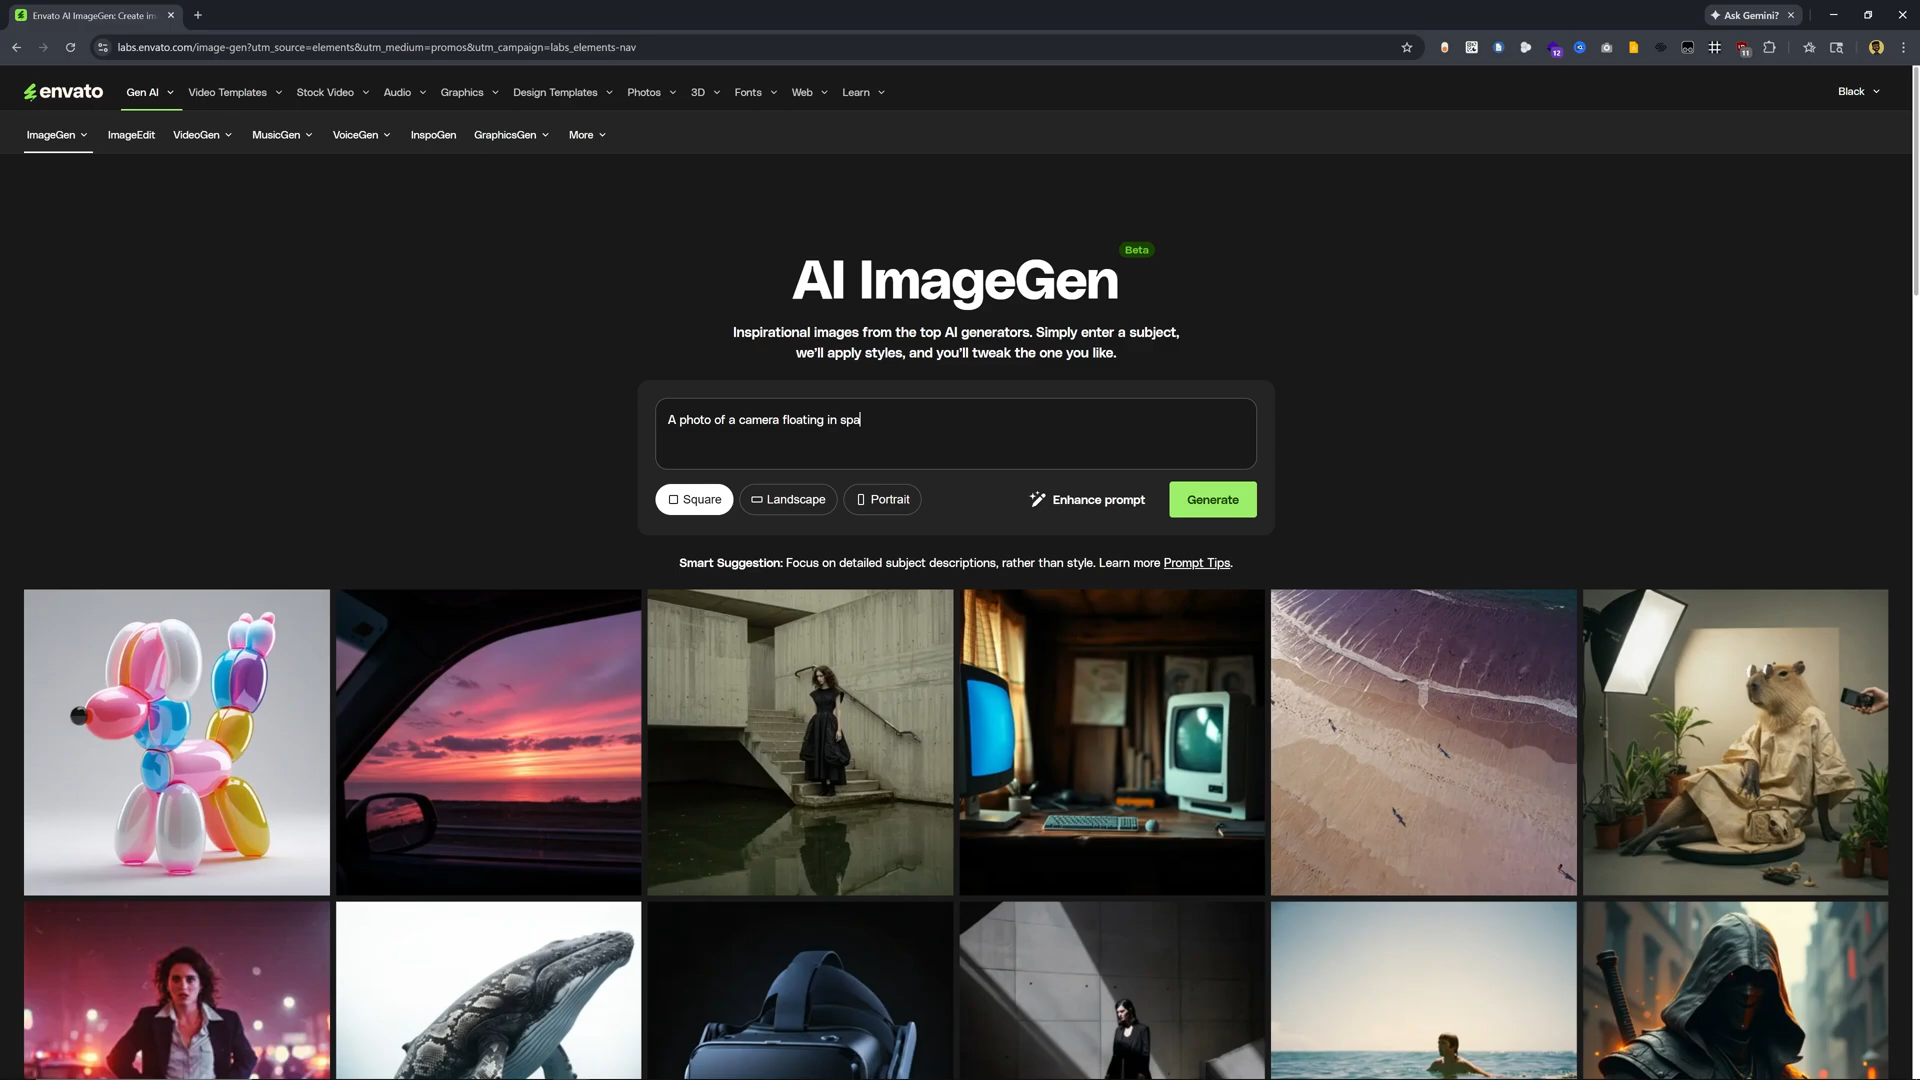 Envato AI ImageGen: Create im
Ask Gemini?
labs.envato.com/image-gen?utm_source=elements&utm_medium=promos&utm_campaign=labs_elements-nav
12
11
envato
Gen AI
Video Templates
Stock Video
Audio
Graphics
Design Templates
Photos
3D
Fonts
Web
Learn
Black
ImageGen
ImageEdit
VideoGen
MusicGen
VoiceGen
InspoGen
GraphicsGen
More
Beta
AI ImageGen
Inspirational images from the top AI generators. Simply enter a subject,
we'll apply styles, and you'll tweak the one you like.
A photo of a camera floating in spa
Square
Landscape
Portrait
Enhance prompt
Generate
Smart Suggestion: Focus on detailed subject descriptions, rather than style. Learn more Prompt Tips.